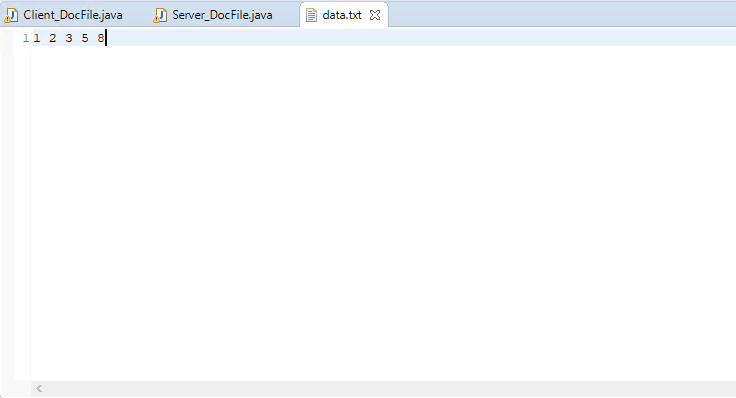 Client_DocFile.java Server_DocFile.java data.txt
1 1 2 3 5 8